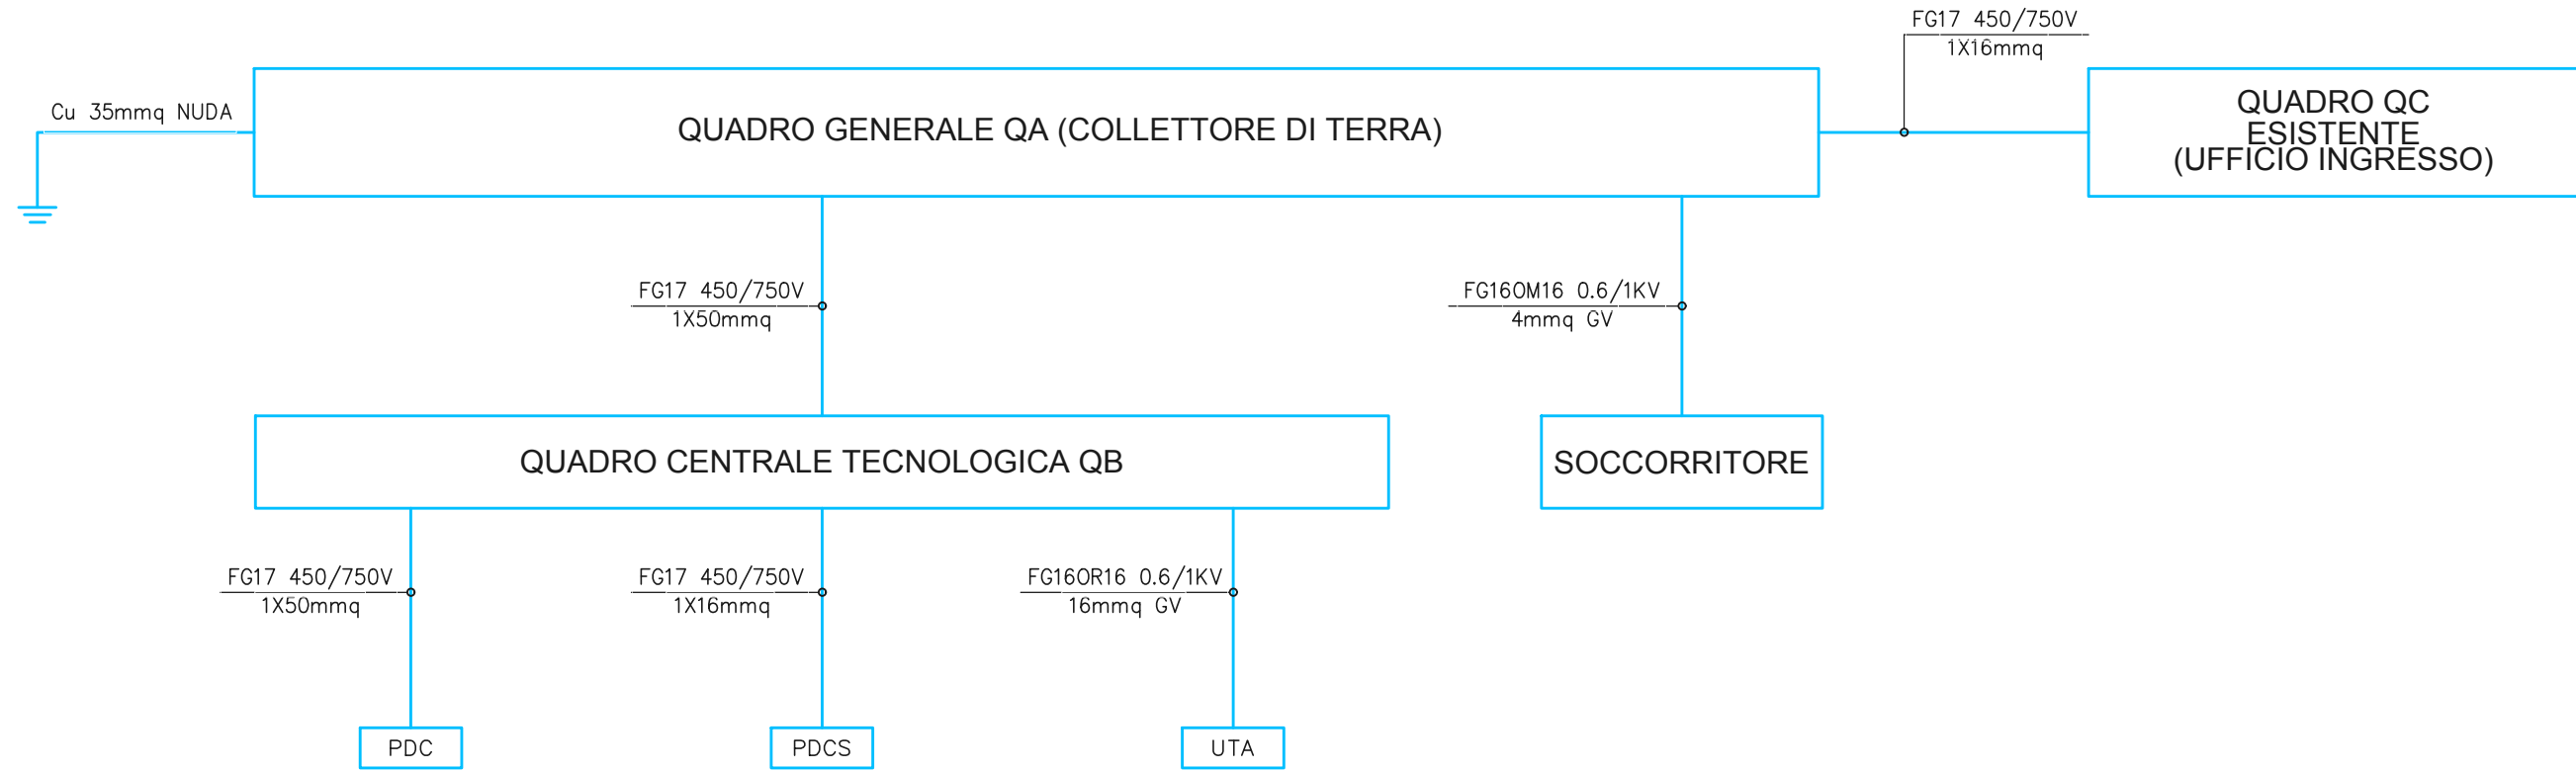 FG17 450/750V
1X16mmq
Cu 35mmq NUDA
QUADRO GENERALE QA (COLLETTORE DI TERRA)
QUADRO QC
ESISTENTE
(UFFICIO INGRESSO)
FG17 450/750V
1X50mmq
FG16OM16 0.6/1KV
4mmq GV
QUADRO CENTRALE TECNOLOGICA QB
SOCCORRITORE
FG17 450/750V
1X50mmq
FG17 450/750V
1X16mmq
FG16OR16 0.6/1KV
16mmq GV
PDC
PDCS
UTA